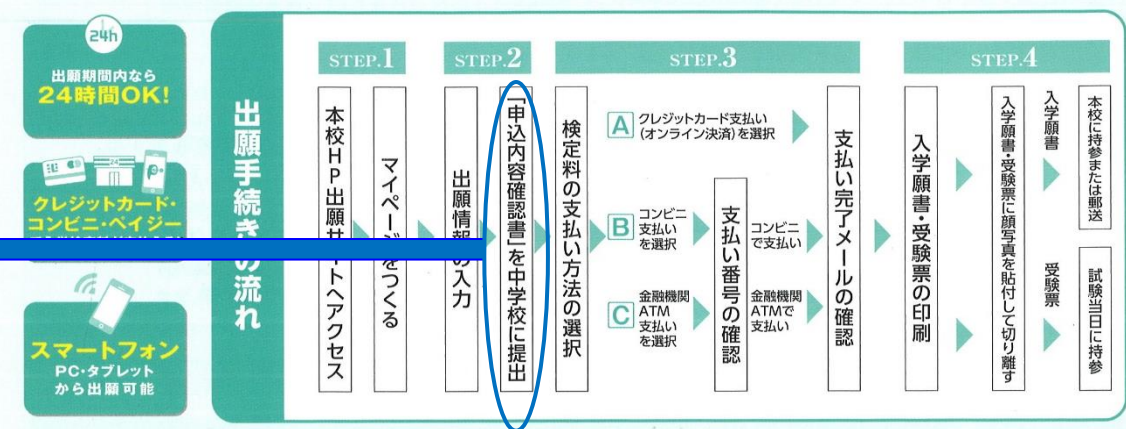 24h
出願期間内なら
24時間OK!
クレジットカード・
コンビニ・ペイジー
スマートフォン
PC・タブレット
から出願可能
出願手続きの流れ
STEP.1
本校HP出願サイトへアクセス
マイページをつくる
STEP.2
出願情報の入力
「申込内容確認書」を中学校に提出
STEP.3
検定料の支払い方法の選択
A
クレジットカード支払い
(オンライン決済)を選択
B
コンビニ
支払い
を選択
C
金融機関
ATM
支払い
を選択
支払い番号の確認
コンビニ
で支払い
金融機関
ATMで
支払い
支払い完了メールの確認
STEP.4
入学願書・受験票の印刷
入学願書・受験票に顔写真を貼付して切り離す
入学願書
本校に持参または郵送
受験票
試験当日に持参